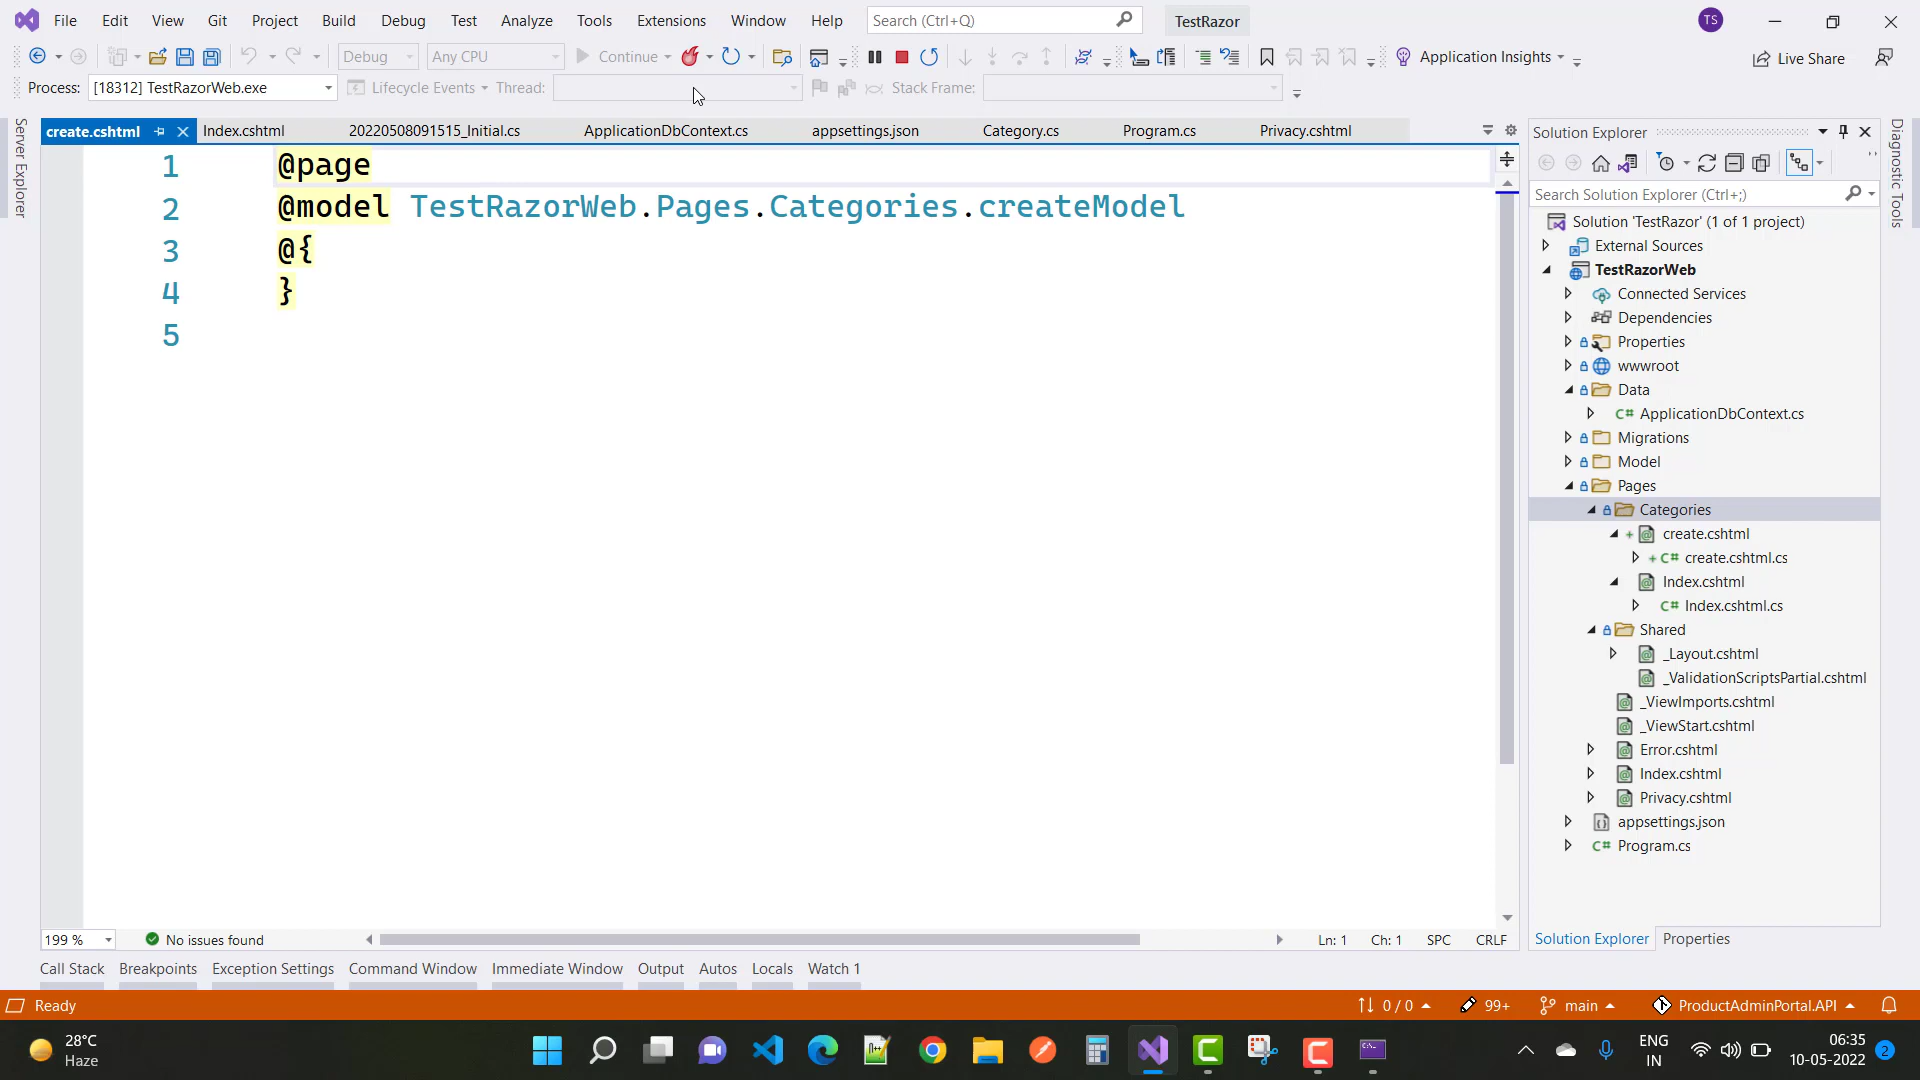 File Edit View Git Project Build Debug Test Analyze Tools Extensions Window Help Search (Ctrl+Q) TestRazor TS
Debug Any CPU Continue Application Insights Live Share
Process: [18312] TestRazorWeb.exe Lifecycle Events Thread: Stack Frame:
Server Explorer
create.cshtml Index.cshtml 20220508091515_Initial.cs ApplicationDbContext.cs appsettings.json Category.cs Program.cs Privacy.cshtml
1 @page
2 @model TestRazorWeb.Pages.Categories.createModel
3 @{
4 }
5
199 % No issues found Ln: 1 Ch: 1 SPC CRLF
Solution Explorer
Search Solution Explorer (Ctrl+;)
Solution 'TestRazor' (1 of 1 project)
External Sources
TestRazorWeb
Connected Services
Dependencies
Properties
wwwroot
Data
C# ApplicationDbContext.cs
Migrations
Model
Pages
Categories
create.cshtml
C# create.cshtml.cs
Index.cshtml
C# Index.cshtml.cs
Shared
_Layout.cshtml
_ValidationScriptsPartial.cshtml
_ViewImports.cshtml
_ViewStart.cshtml
Error.cshtml
Index.cshtml
Privacy.cshtml
appsettings.json
C# Program.cs
Solution Explorer Properties
Diagnostic Tools
Call Stack Breakpoints Exception Settings Command Window Immediate Window Output Autos Locals Watch 1
Ready 0 / 0 99+ main ProductAdminPortal.API
28°C
Haze
ENG
IN
06:35
10-05-2022
2